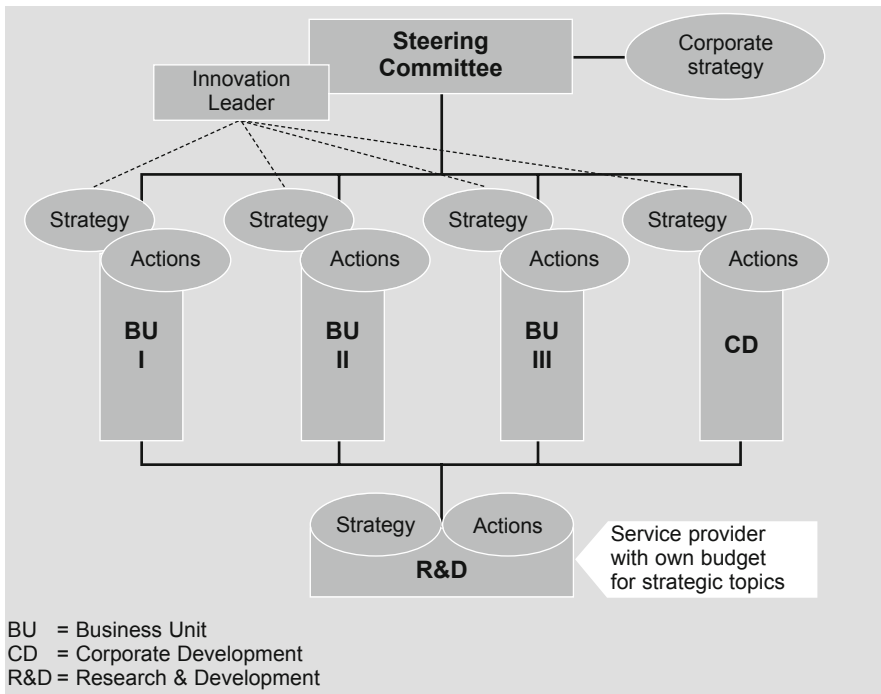 Steering
Committee
Corporate
strategy
Innovation
Leader
Strategy
Actions
BU
I
Strategy
Actions
BU
II
Strategy
Actions
BU
III
Strategy
Actions
CD
Strategy
Actions
R&D
Service provider
with own budget
for strategic topics
BU = Business Unit
CD = Corporate Development
R&D = Research & Development